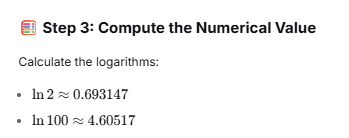 🧮 Step 3: Compute the Numerical Value
Calculate the logarithms:
• ln 2 ≈ 0.693147
• ln 100 ≈ 4.60517